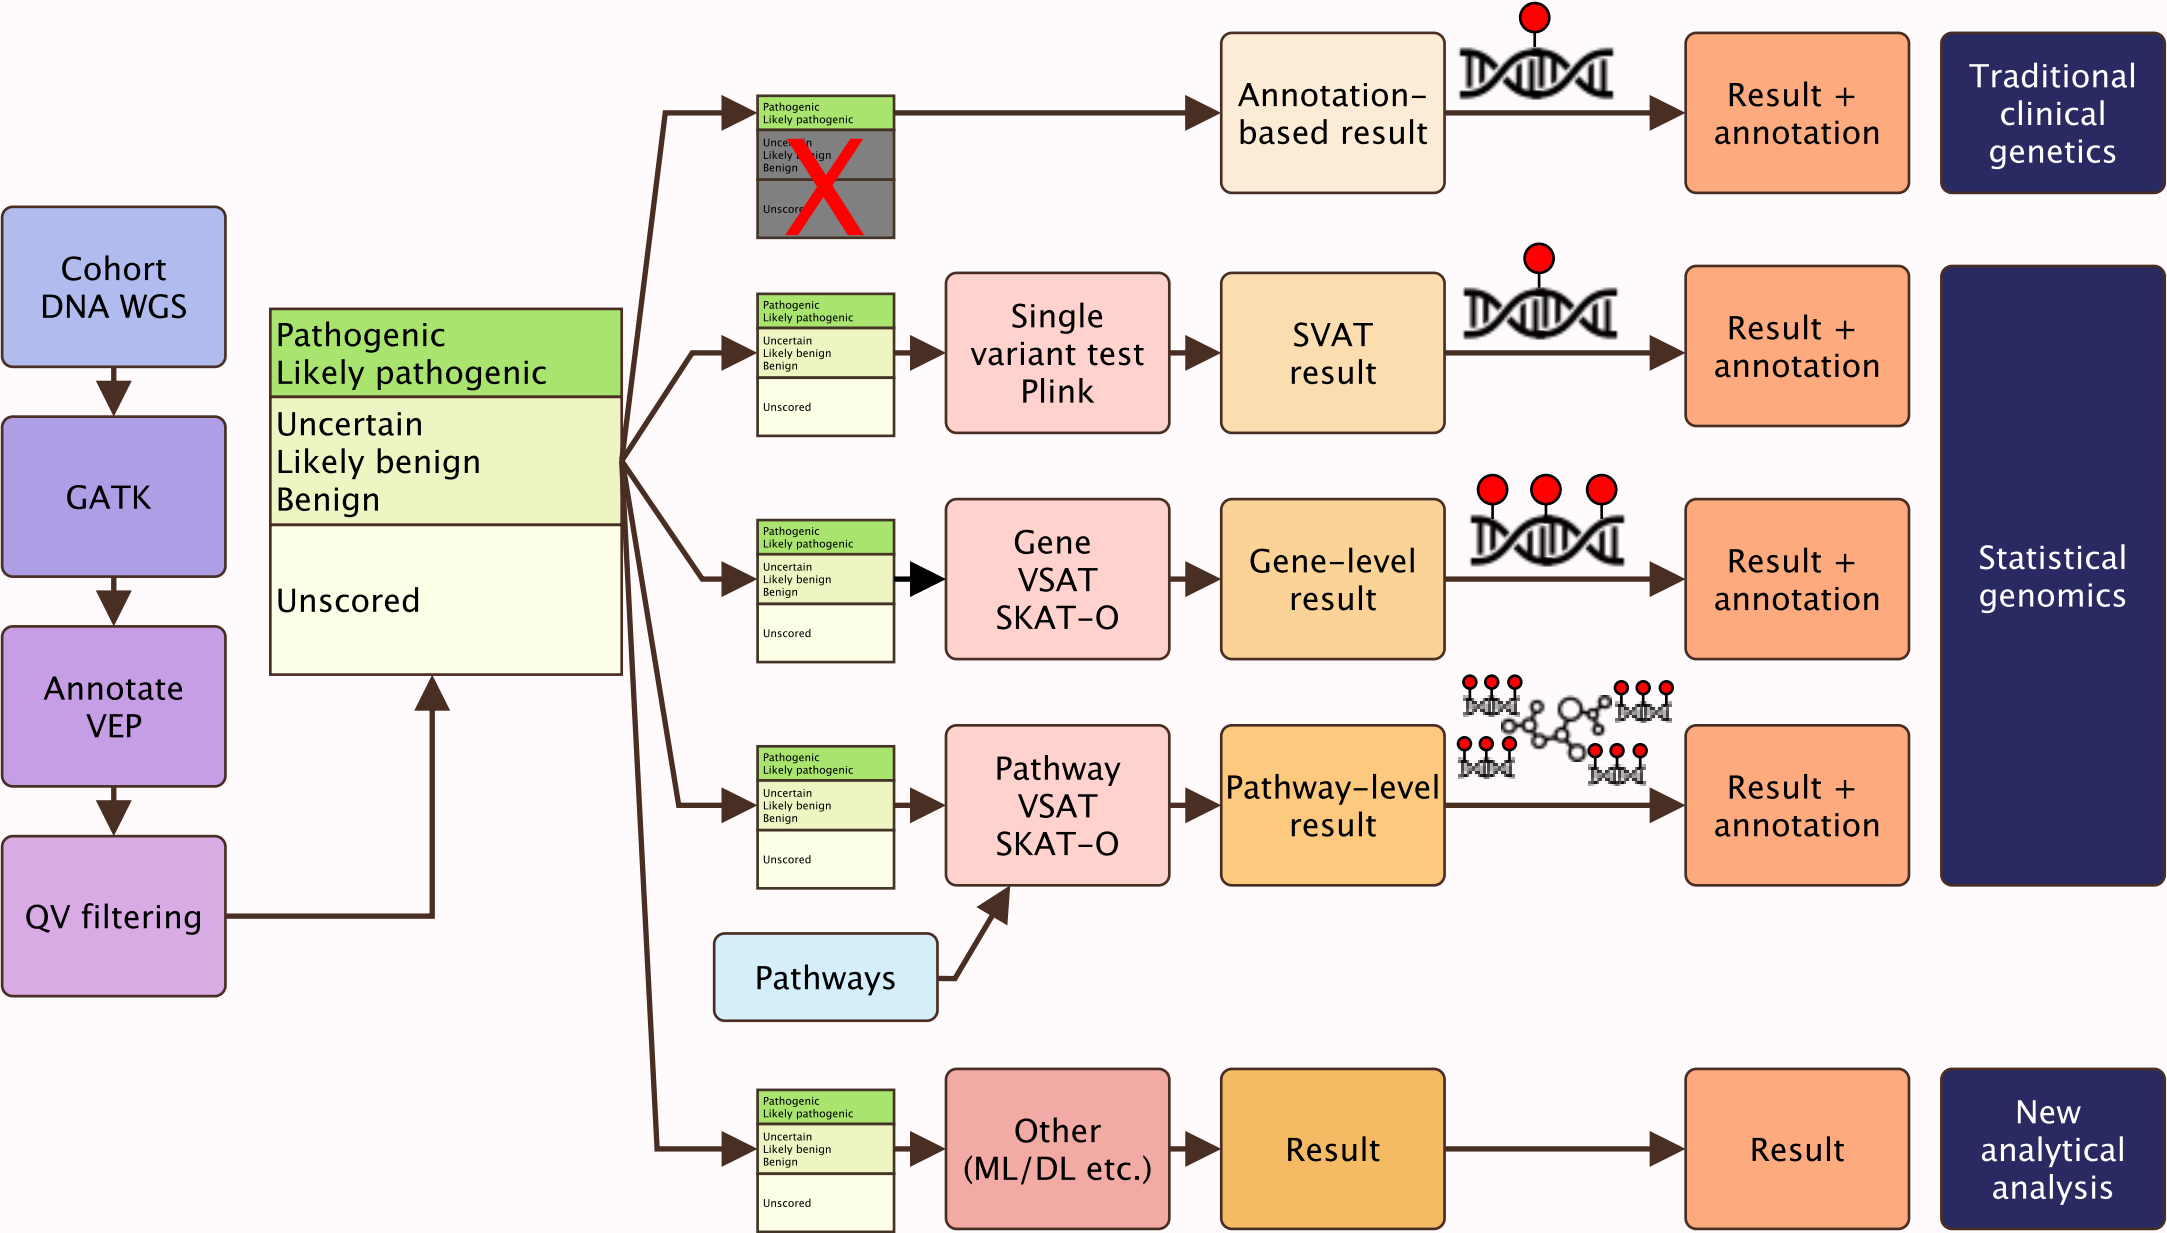 Cohort
DNA WGS
GATK
Annotate
VEP
QV filtering
Pathogenic
Likely pathogenic
Uncertain
Likely benign
Benign
Unscored
Pathogenic
Likely pathogenic
Uncertain
Likely benign
Benign
Unscored
Annotation-
based result
Result +
annotation
Traditional
clinical
genetics
Pathogenic
Likely pathogenic
Uncertain
Likely benign
Benign
Unscored
Single
variant test
Plink
SVAT
result
Result +
annotation
Pathogenic
Likely pathogenic
Uncertain
Likely benign
Benign
Unscored
Gene
VSAT
SKAT-O
Gene-level
result
Result +
annotation
Statistical
genomics
Pathogenic
Likely pathogenic
Uncertain
Likely benign
Benign
Unscored
Pathway
VSAT
SKAT-O
Pathway-level
result
Result +
annotation
Pathways
Pathogenic
Likely pathogenic
Uncertain
Likely benign
Benign
Unscored
Other
(ML/DL etc.)
Result
Result
New
analytical
analysis